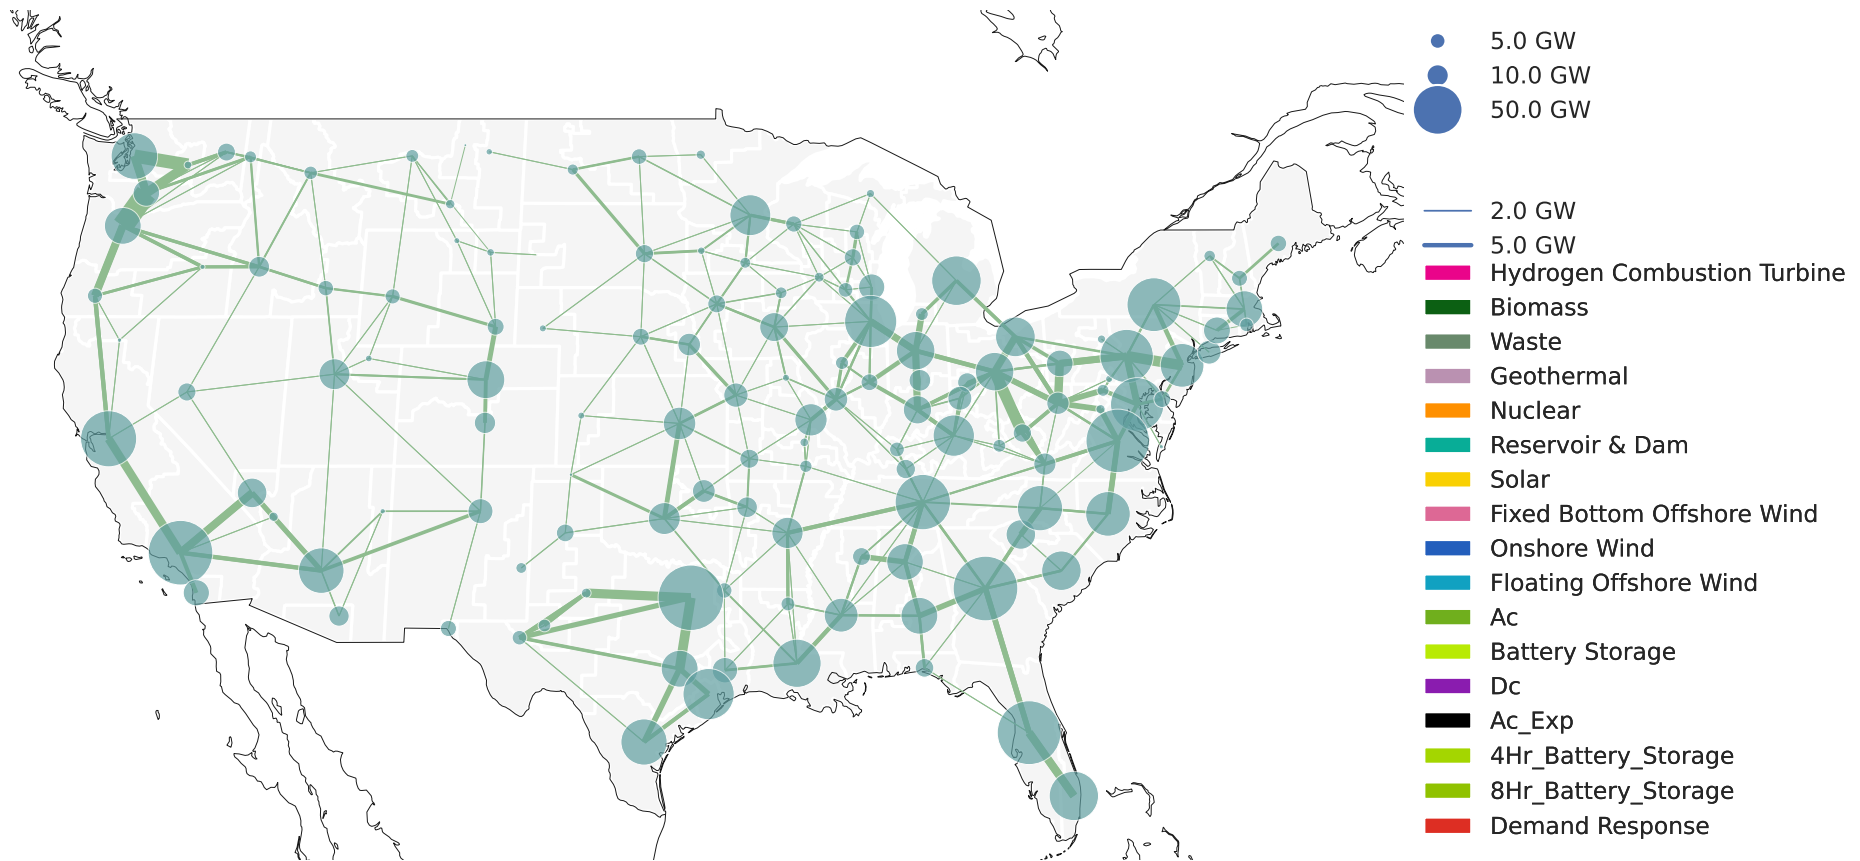 5.0 GW
10.0 GW
50.0 GW
2.0 GW
5.0 GW
Hydrogen Combustion Turbine
Biomass
Waste
Geothermal
Nuclear
Reservoir & Dam
Solar
Fixed Bottom Offshore Wind
Onshore Wind
Floating Offshore Wind
Ac
Battery Storage
Dc
Ac_Exp
4Hr_Battery_Storage
8Hr_Battery_Storage
Demand Response